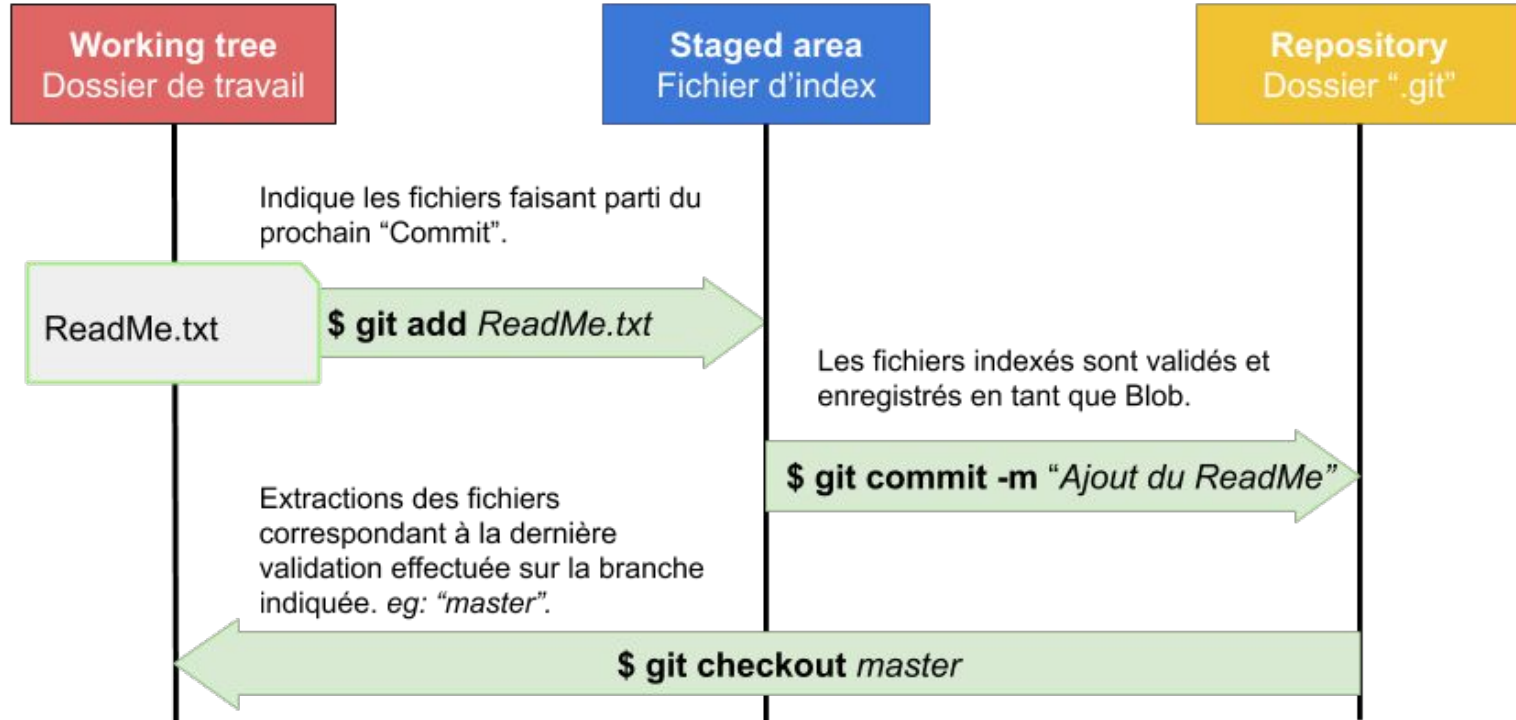 Working tree
Dossier de travail
Staged area
Fichier d'index
Repository
Dossier “.git”
Indique les fichiers faisant parti du
prochain “Commit”.
ReadMe.txt
$ git add ReadMe.txt
Les fichiers indexés sont validés et
enregistrés en tant que Blob.
$ git commit -m “Ajout du ReadMe”
Extractions des fichiers
correspondant à la dernière
validation effectuée sur la branche
indiquée. eg: “master”.
$ git checkout master